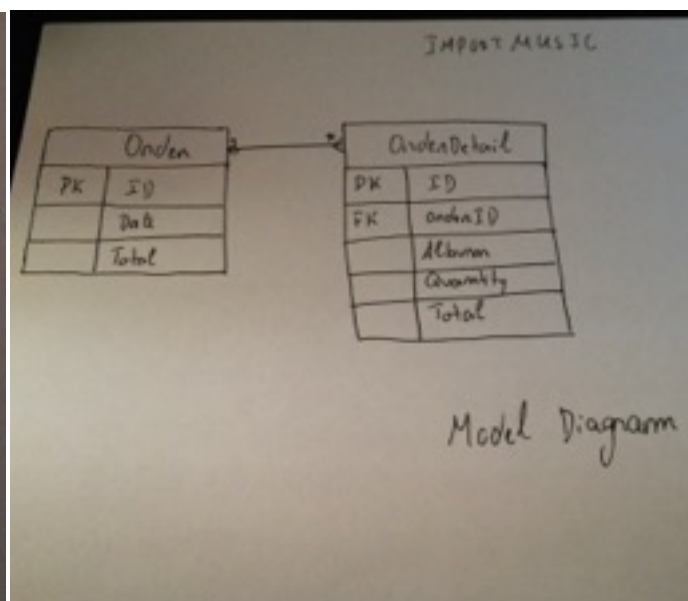 IMPORT MUSIC
Order
PK ID
Date
Total
OrderDetail
PK ID
FK orderID
Album
Quantity
Total
Model Diagram